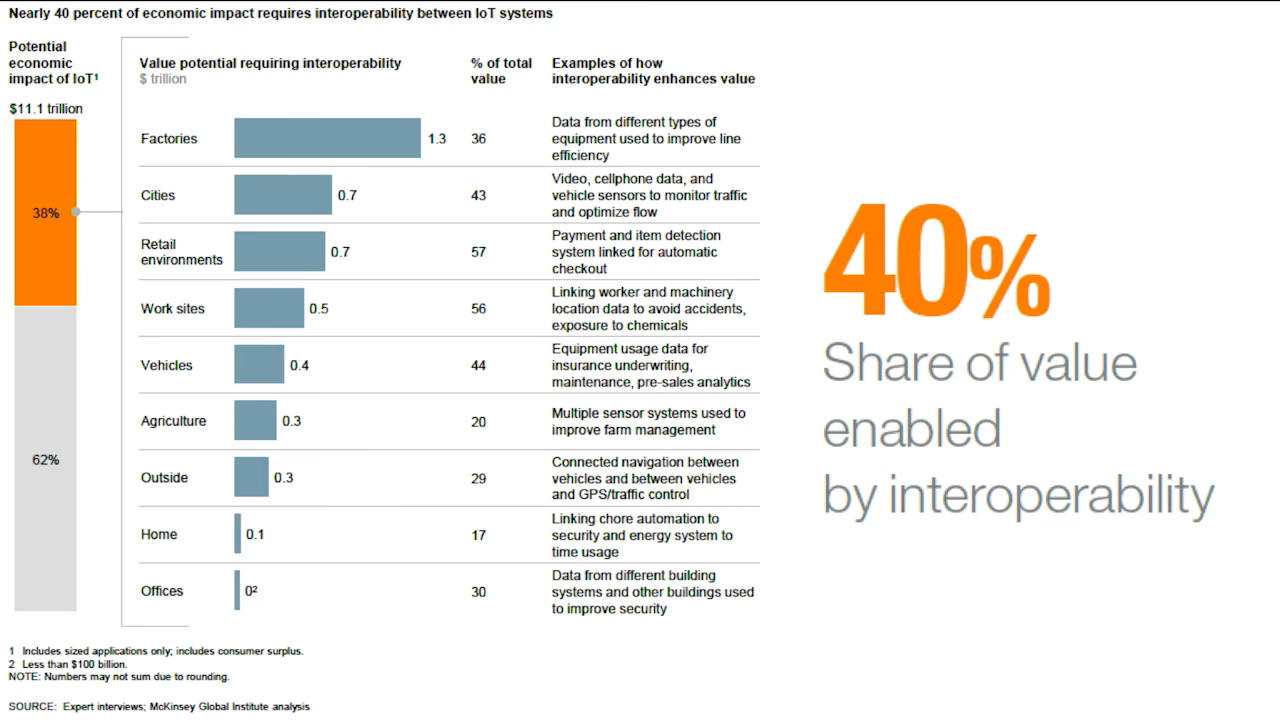 Nearly 40 percent of economic impact requires interoperability between IoT systems
Potential
economic
impact of IoT¹
$11.1 trillion
38%
62%
Value potential requiring interoperability
$ trillion
% of total
value
Examples of how
interoperability enhances value
Factories
1.3
36
Data from different types of
equipment used to improve line
efficiency
Cities
0.7
43
Video, cellphone data, and
vehicle sensors to monitor traffic
and optimize flow
Retail
environments
0.7
57
Payment and item detection
system linked for automatic
checkout
Work sites
0.5
56
Linking worker and machinery
location data to avoid accidents,
exposure to chemicals
Vehicles
0.4
44
Equipment usage data for
insurance underwriting,
maintenance, pre-sales analytics
Agriculture
0.3
20
Multiple sensor systems used to
improve farm management
Outside
0.3
29
Connected navigation between
vehicles and between vehicles
and GPS/traffic control
Home
0.1
17
Linking chore automation to
security and energy system to
time usage
Offices
0²
30
Data from different building
systems and other buildings used
to improve security
40%
Share of value
enabled
by interoperability
1 Includes sized applications only; includes consumer surplus.
2 Less than $100 billion.
NOTE: Numbers may not sum due to rounding.
SOURCE: Expert interviews; McKinsey Global Institute analysis